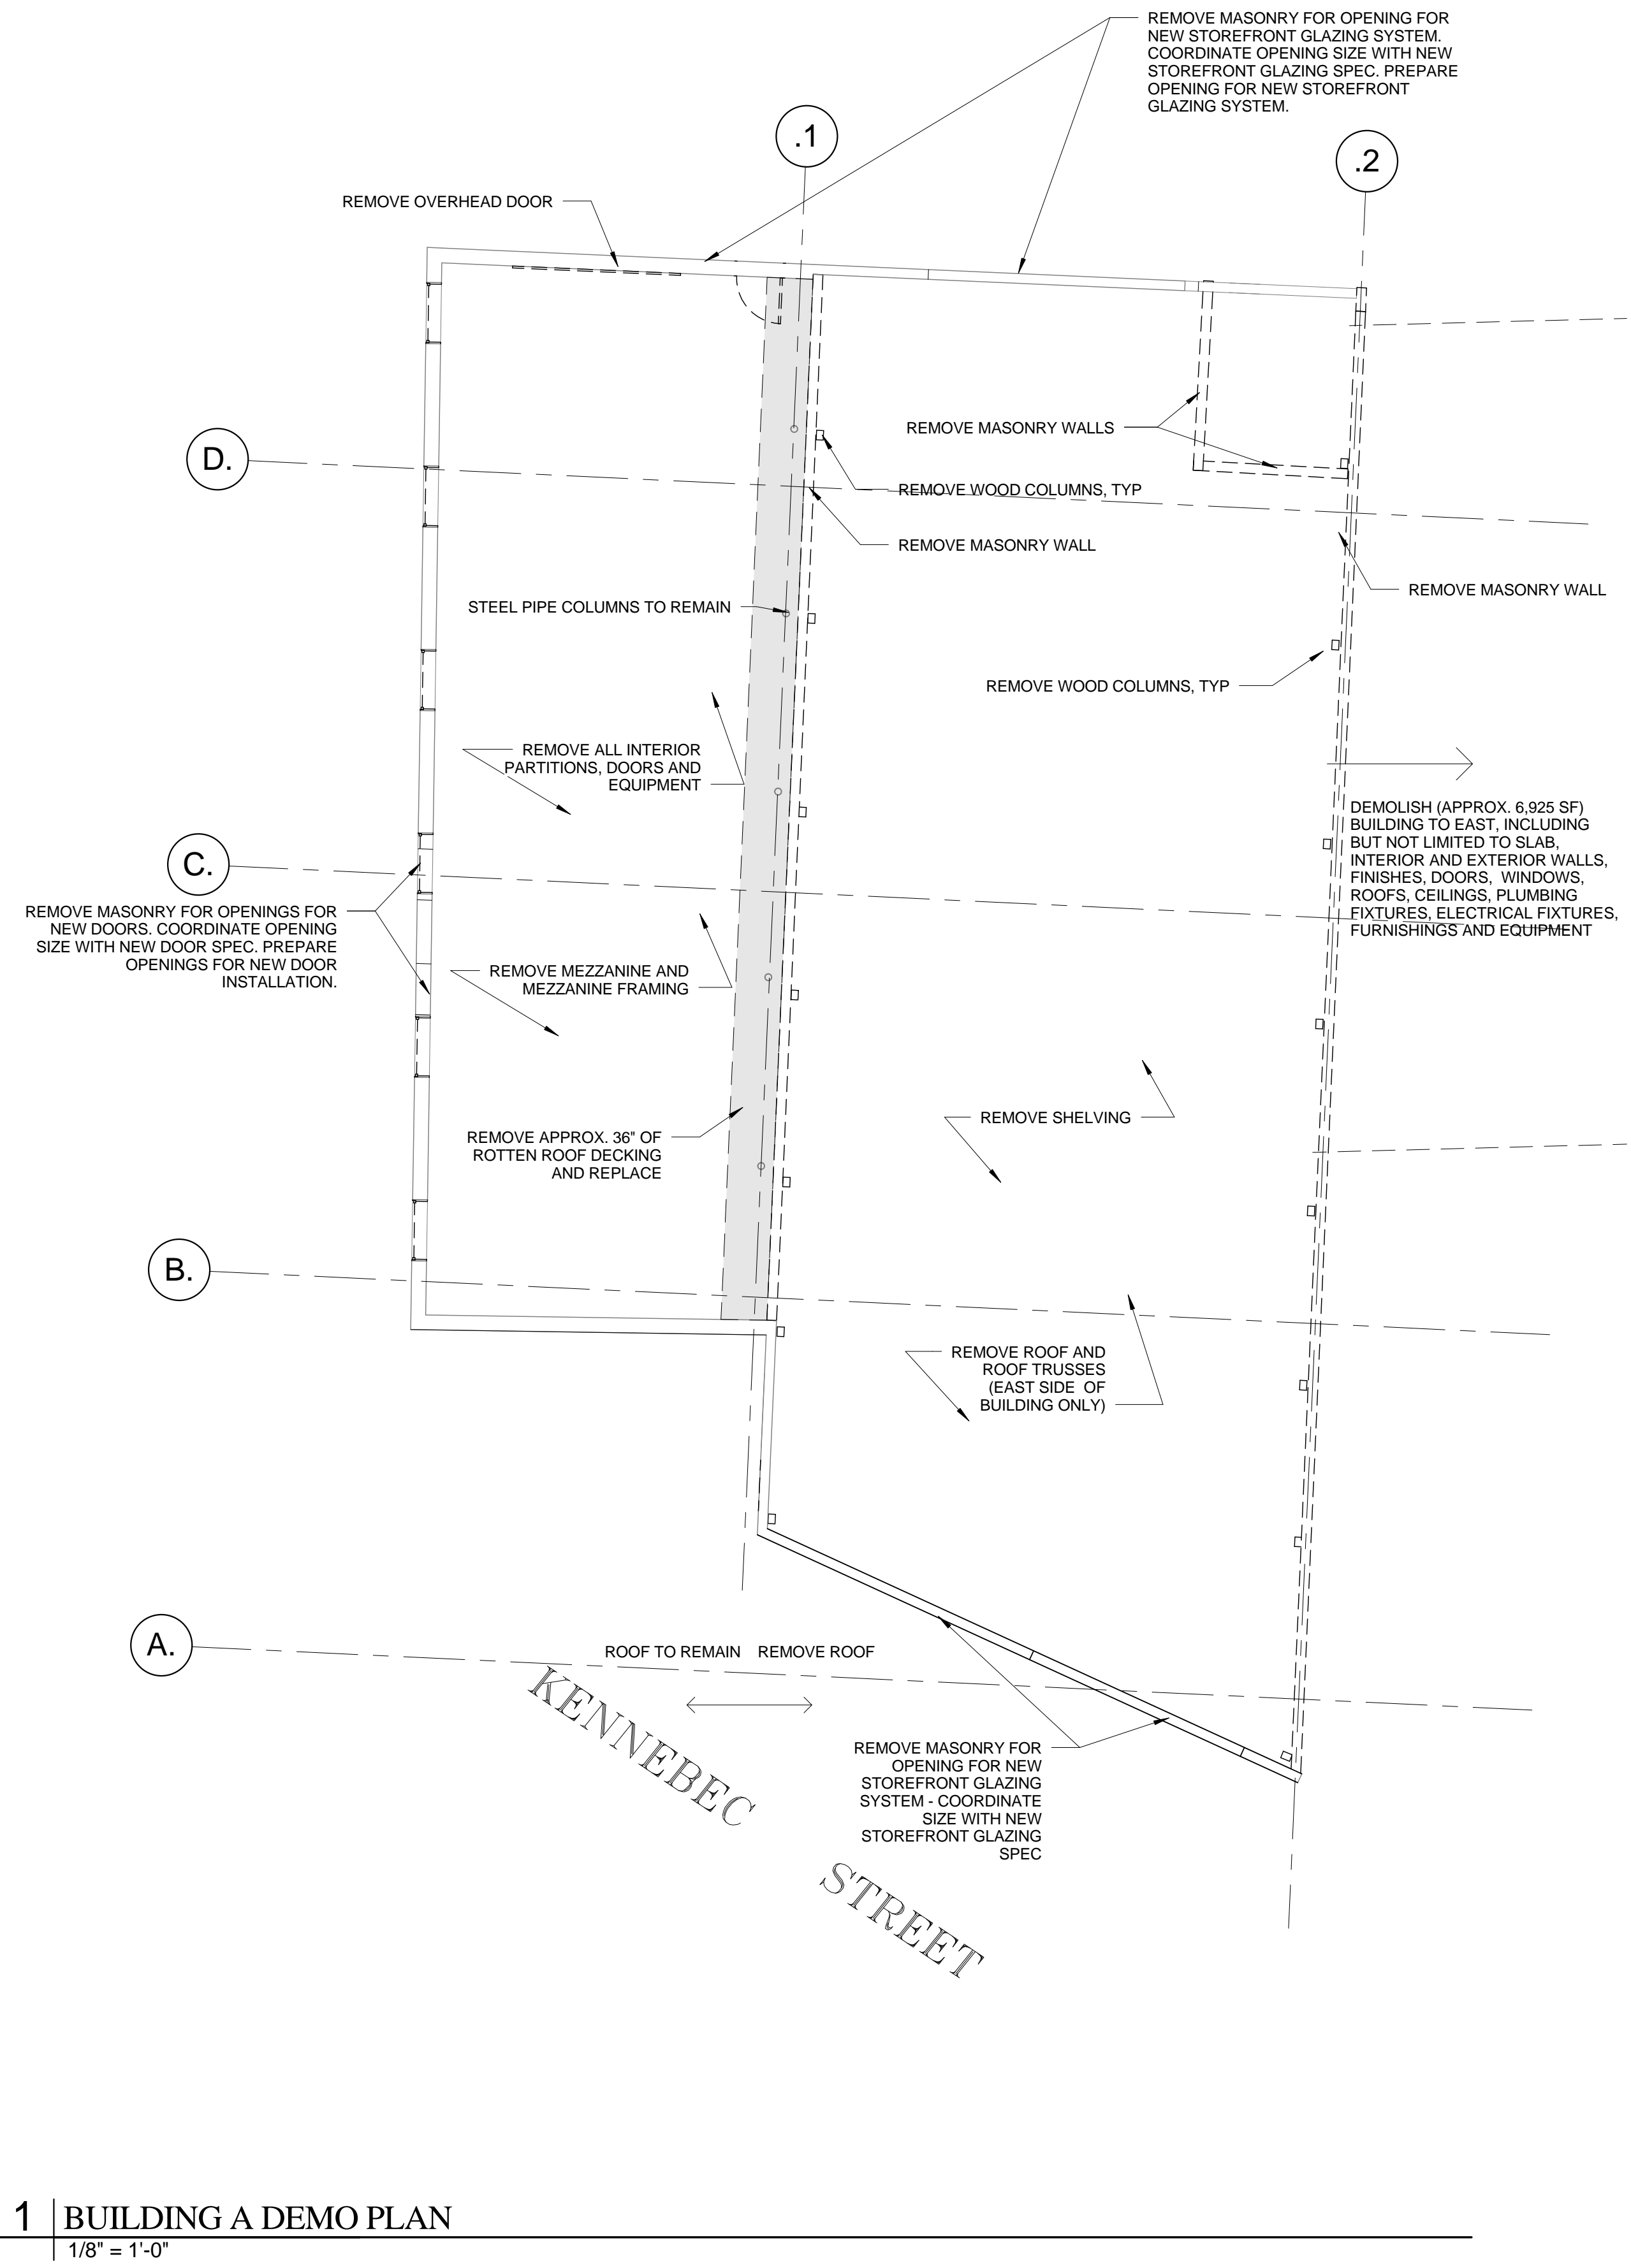 REMOVE MASONRY FOR OPENING FOR
NEW STOREFRONT GLAZING SYSTEM.
COORDINATE OPENING SIZE WITH NEW
STOREFRONT GLAZING SPEC. PREPARE
OPENING FOR NEW STOREFRONT
GLAZING SYSTEM.
.1
.2
REMOVE OVERHEAD DOOR
REMOVE MASONRY WALLS
D.
REMOVE WOOD COLUMNS, TYP
REMOVE MASONRY WALL
REMOVE MASONRY WALL
STEEL PIPE COLUMNS TO REMAIN
REMOVE WOOD COLUMNS, TYP
REMOVE ALL INTERIOR
PARTITIONS, DOORS AND
EQUIPMENT
DEMOLISH (APPROX. 6,925 SF)
BUILDING TO EAST, INCLUDING
BUT NOT LIMITED TO SLAB,
INTERIOR AND EXTERIOR WALLS,
FINISHES, DOORS, WINDOWS,
ROOFS, CEILINGS, PLUMBING
FIXTURES, ELECTRICAL FIXTURES,
FURNISHINGS AND EQUIPMENT
C.
REMOVE MASONRY FOR OPENINGS FOR
NEW DOORS. COORDINATE OPENING
SIZE WITH NEW DOOR SPEC. PREPARE
OPENINGS FOR NEW DOOR
INSTALLATION.
REMOVE MEZZANINE AND
MEZZANINE FRAMING
REMOVE SHELVING
REMOVE APPROX. 36" OF
ROTTEN ROOF DECKING
AND REPLACE
B.
REMOVE ROOF AND
ROOF TRUSSES
(EAST SIDE OF
BUILDING ONLY)
A.
ROOF TO REMAIN REMOVE ROOF
KENNEBEC
STREET
REMOVE MASONRY FOR
OPENING FOR NEW
STOREFRONT GLAZING
SYSTEM - COORDINATE
SIZE WITH NEW
STOREFRONT GLAZING
SPEC
1 BUILDING A DEMO PLAN
1/8" = 1'-0"